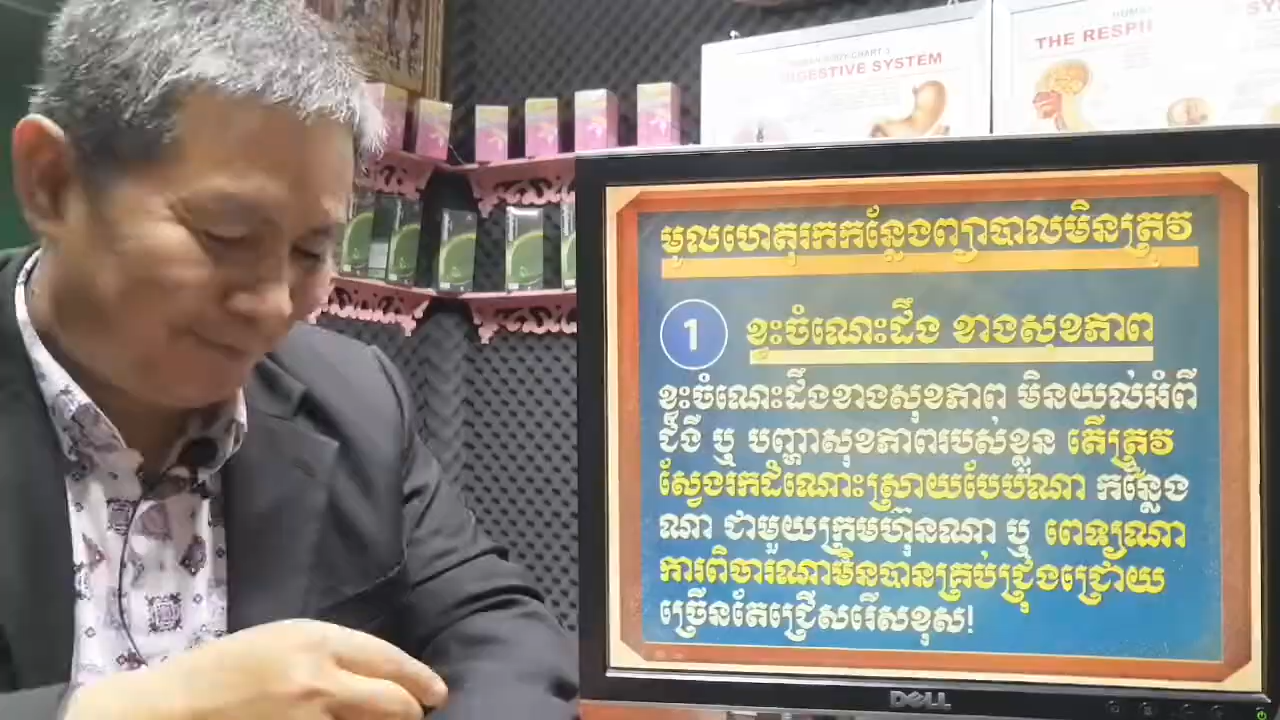 HUMAN BODY CHART 3
DIGESTIVE SYSTEM
HUMAN
THE RESPI
SY
មូលហេតុរកកន្លែងព្យាបាលមិនត្រូវ
1 ខ្វះចំណេះដឹង ខាងសុខភាព
ខ្វះចំណេះដឹងខាងសុខភាព មិនយល់អំពី
ជំងឺ ឬ បញ្ហាសុខភាពរបស់ខ្លួន តើត្រូវ
ស្វែងរកដំណោះស្រាយបែបណា កន្លែង
ណា ជាមួយក្រុមហ៊ុនណា ឬ ពេទ្យណា
ការពិចារណាមិនបានគ្រប់ជ្រុងជ្រោយ
ច្រើនតែជ្រើសរើសខុស!
DELL